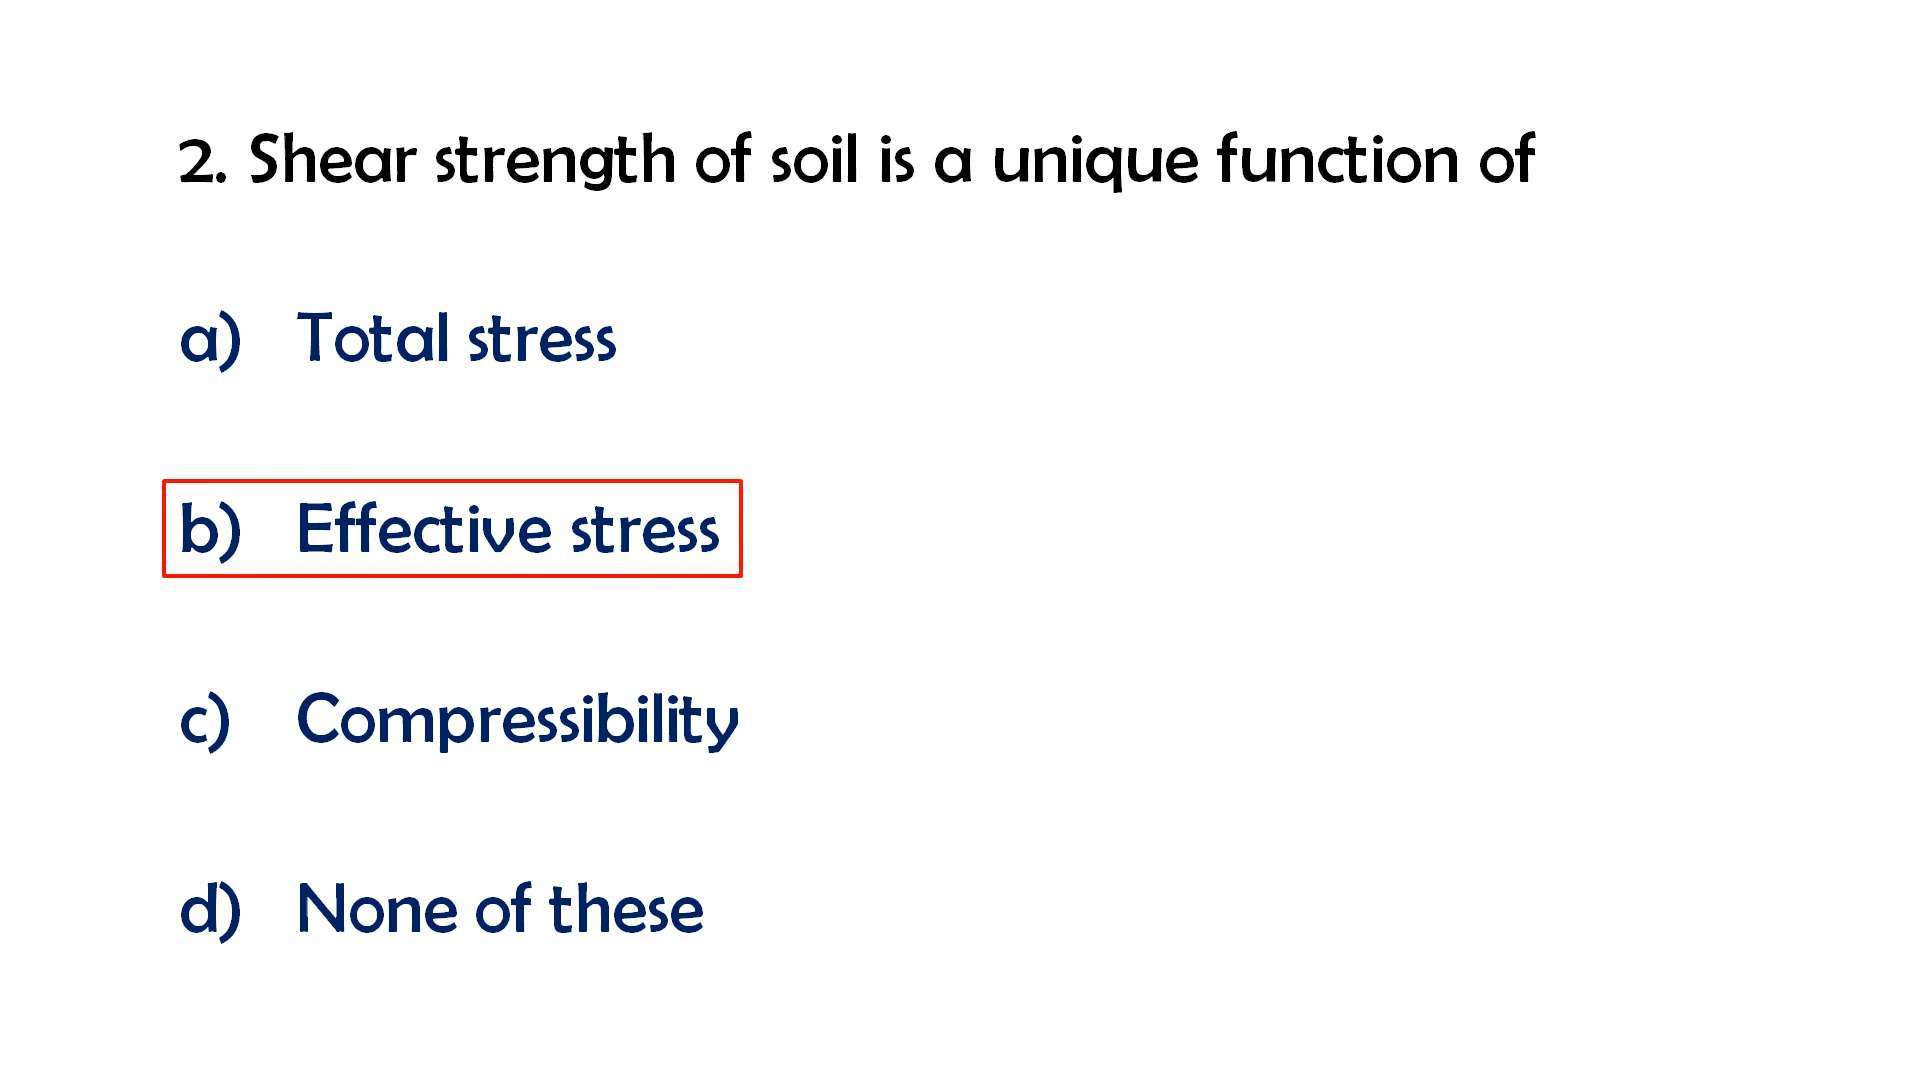 2. Shear strength of soil is a unique function of
a) Total stress
b) Effective stress
c) Compressibility
d) None of these